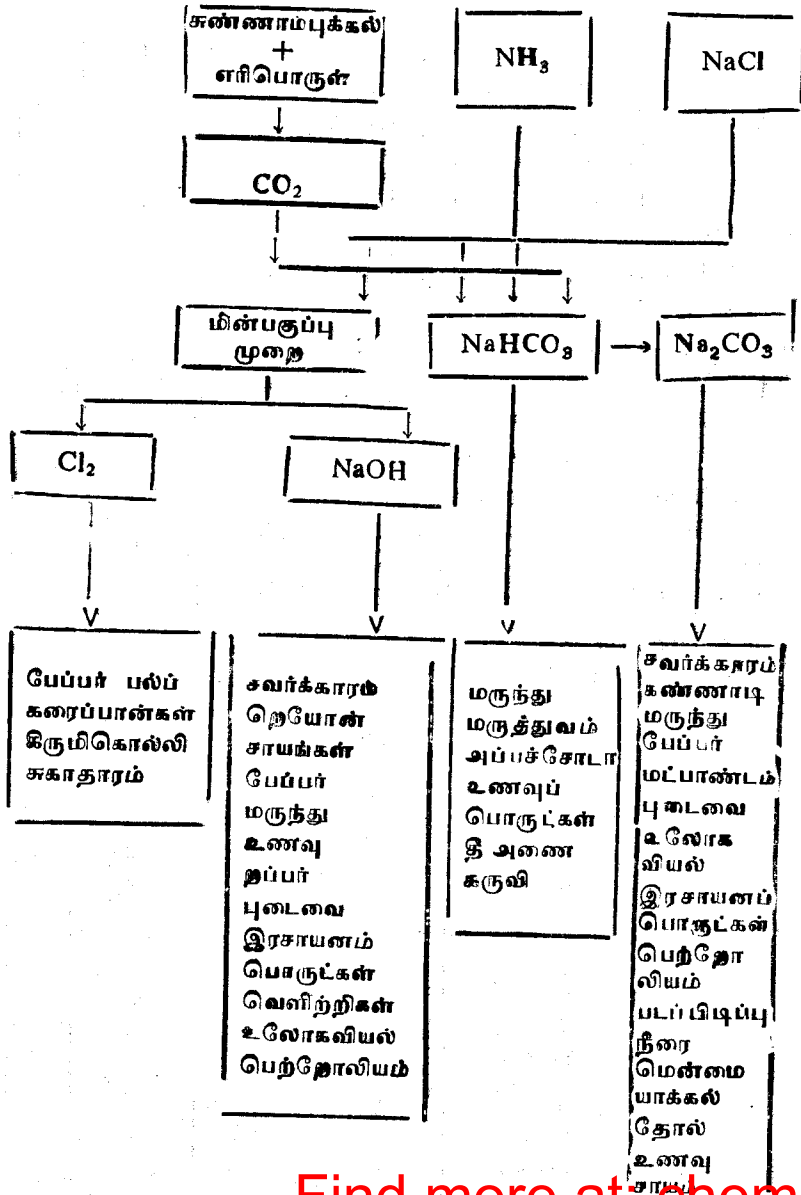 சுண்ணாம்புக்கல்
+
எரிபொருள்
NH₃
NaCl
CO₂
மின்பகுப்பு
முறை
NaHCO₃
Na₂CO₃
Cl₂
NaOH
பேப்பர் பல்ப்
கரைப்பான்கள்
கிருமிகொல்லி
சுகாதாரம்
சவர்க்காரம்
றெயோன்
சாயங்கள்
பேப்பர்
மருந்து
உணவு
றப்பர்
புடைவை
இரசாயனம்
பொருட்கள்
வெளிற்றிகள்
உலோகவியல்
பெற்றோலியம்
மருந்து
மருத்துவம்
அப்பச்சோடா
உணவுப்
பொருட்கள்
தீ அணை
கருவி
சவர்க்காரம்
கண்ணாடி
மருந்து
பேப்பர்
மட்பாண்டம்
புடைவை
உலோக
வியல்
இரசாயனப்
பொருட்கள்
பெற்றோ
லியம்
படப்பிடிப்பு
நீரை
மென்மை
யாக்கல்
தோல்
உணவு
Find more at: